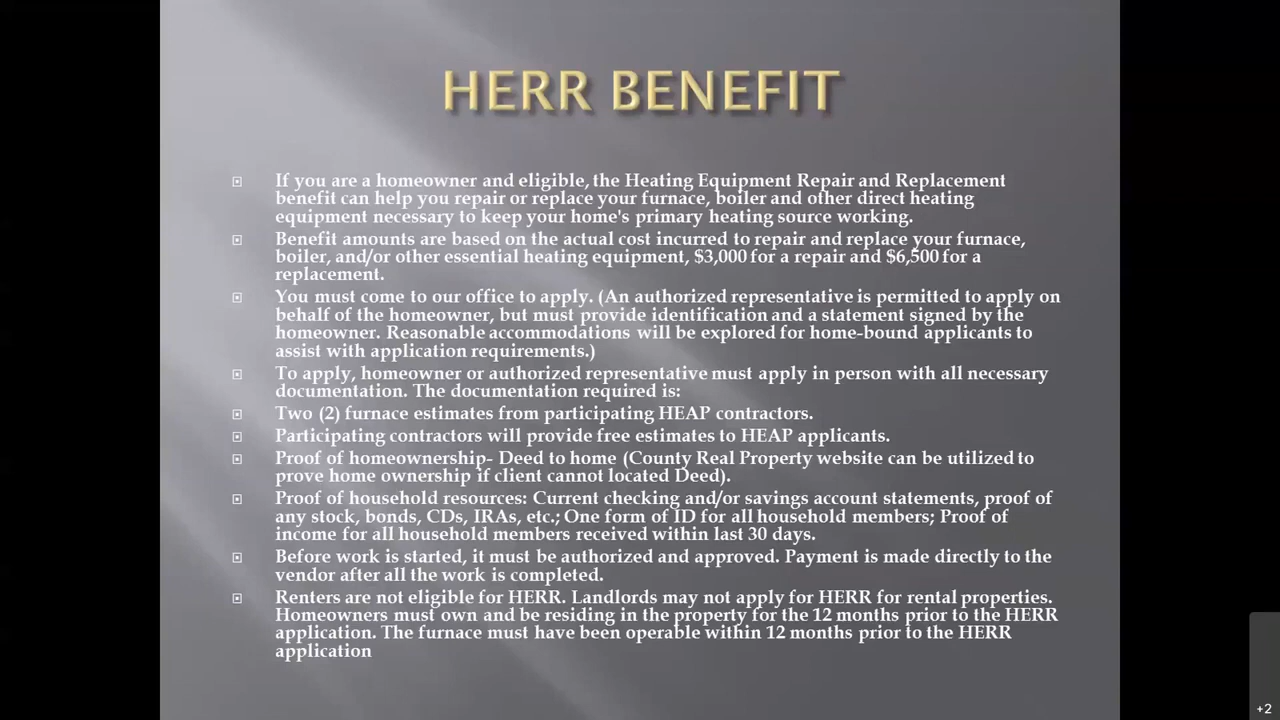 HERR BENEFIT
If you are a homeowner and eligible, the Heating Equipment Repair and Replacement
benefit can help you repair or replace your furnace, boiler and other direct heating
equipment necessary to keep your home's primary heating source working.
Benefit amounts are based on the actual cost incurred to repair and replace your furnace,
boiler, and/or other essential heating equipment, $3,000 for a repair and $6,500 for a
replacement.
You must come to our office to apply. (An authorized representative is permitted to apply on
behalf of the homeowner, but must provide identification and a statement signed by the
homeowner. Reasonable accommodations will be explored for home-bound applicants to
assist with application requirements.)
To apply, homeowner or authorized representative must apply in person with all necessary
documentation. The documentation required is:
Two (2) furnace estimates from participating HEAP contractors.
Participating contractors will provide free estimates to HEAP applicants.
Proof of homeownership- Deed to home (County Real Property website can be utilized to
prove home ownership if client cannot located Deed).
Proof of household resources: Current checking and/or savings account statements, proof of
any stock, bonds, CDs, IRAs, etc.; One form of ID for all household members; Proof of
income for all household members received within last 30 days.
Before work is started, it must be authorized and approved. Payment is made directly to the
vendor after all the work is completed.
Renters are not eligible for HERR. Landlords may not apply for HERR for rental properties.
Homeowners must own and be residing in the property for the 12 months prior to the HERR
application. The furnace must have been operable within 12 months prior to the HERR
application
+2